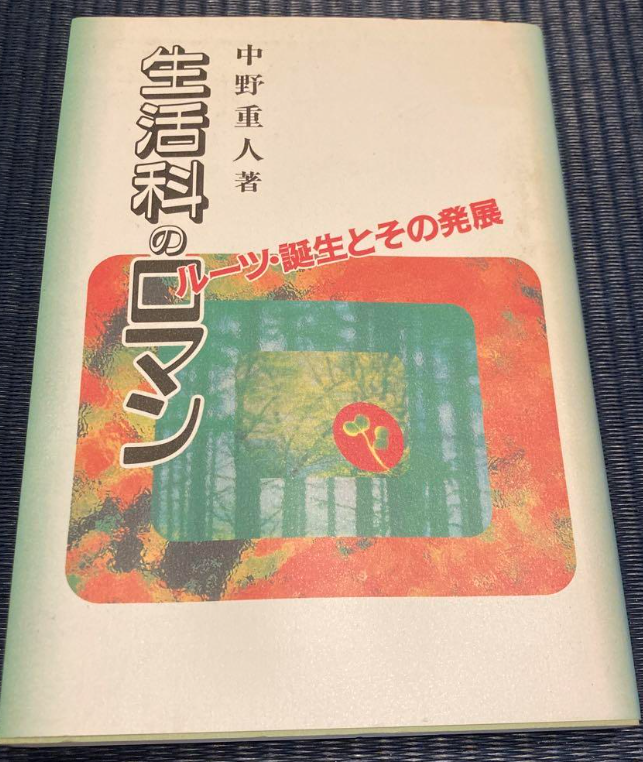 中野重人著
生活科のロマン
ルーツ・誕生とその発展